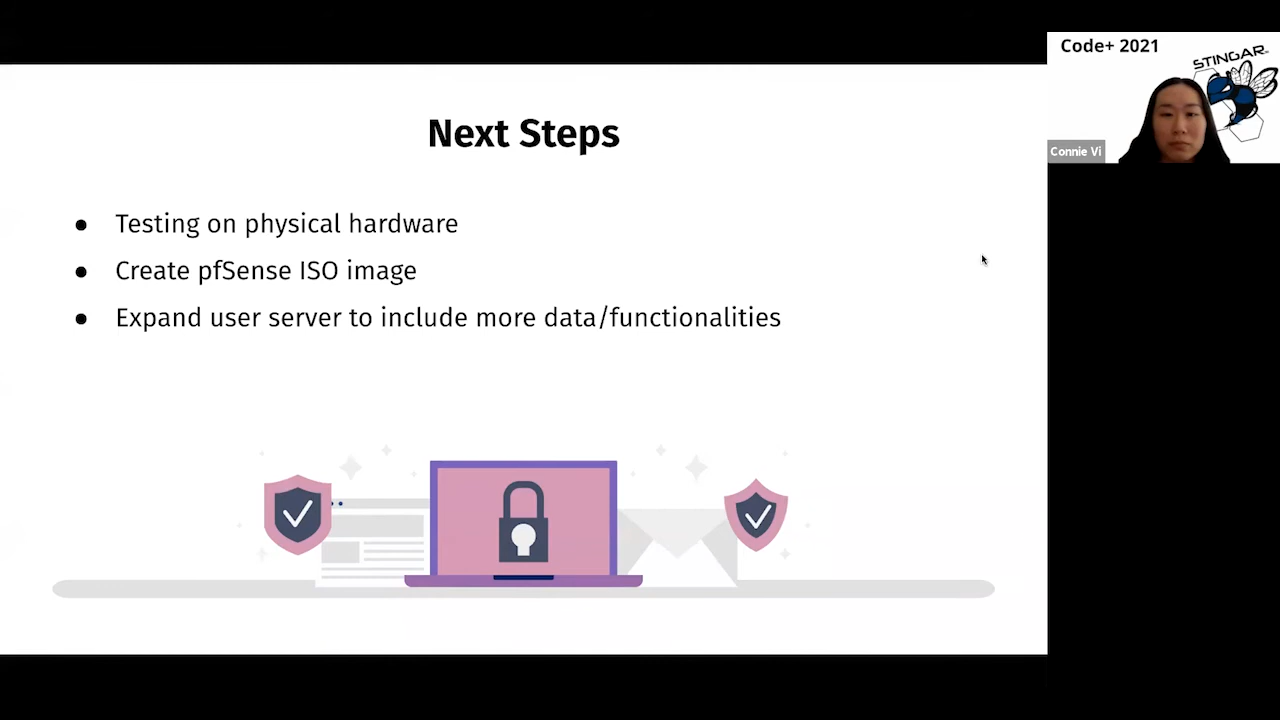 Code+ 2021
STINGAR
Connie Vi
Next Steps
● Testing on physical hardware
● Create pfSense ISO image
● Expand user server to include more data/functionalities